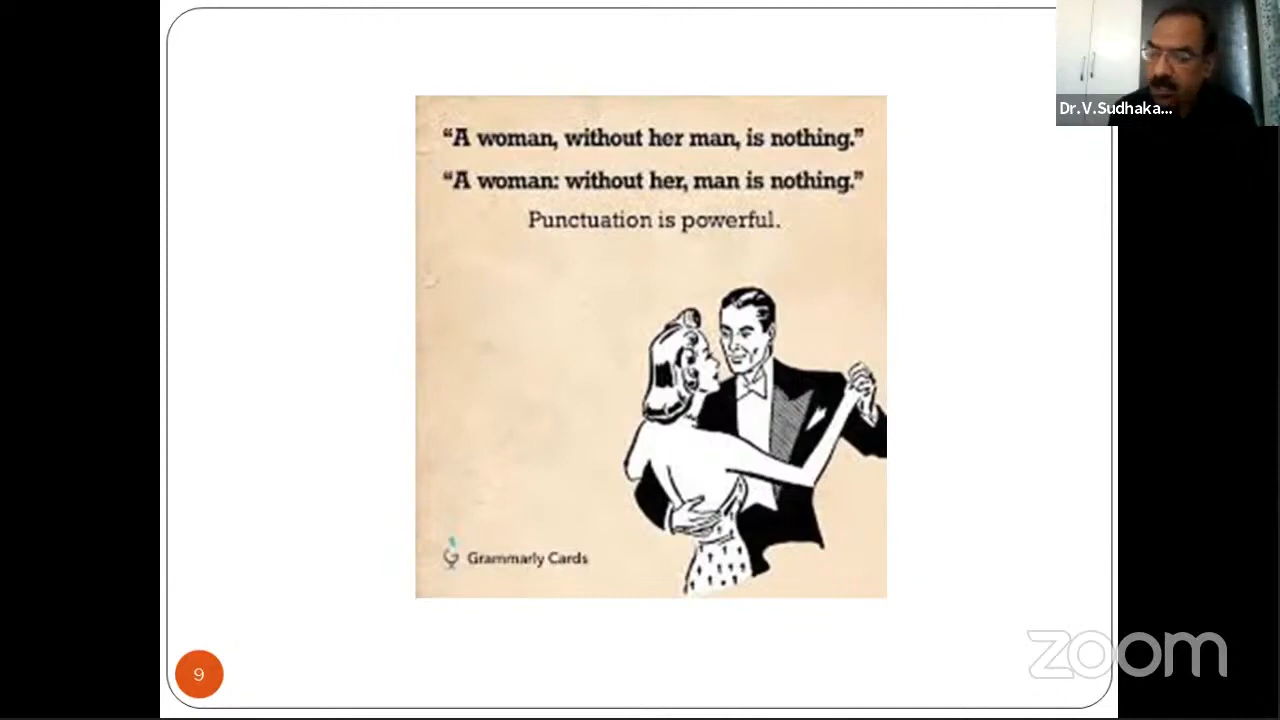 Dr.V.Sudhaka...
“A woman, without her man, is nothing.”
“A woman: without her, man is nothing.”
Punctuation is powerful.
Grammarly Cards
9
zoom